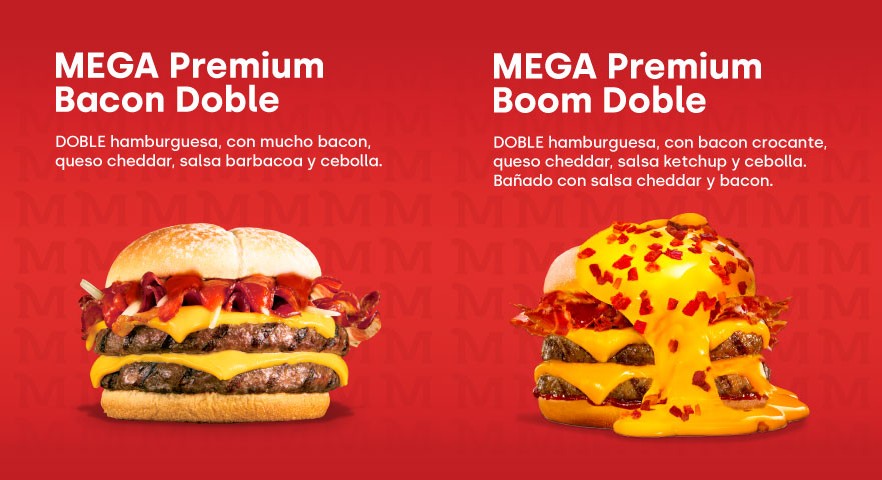 MEGA Premium
Bacon Doble
DOBLE hamburguesa, con mucho bacon,
queso cheddar, salsa barbacoa y cebolla.
MEGA Premium
Boom Doble
DOBLE hamburguesa, con bacon crocante,
queso cheddar, salsa ketchup y cebolla.
Bañado con salsa cheddar y bacon.